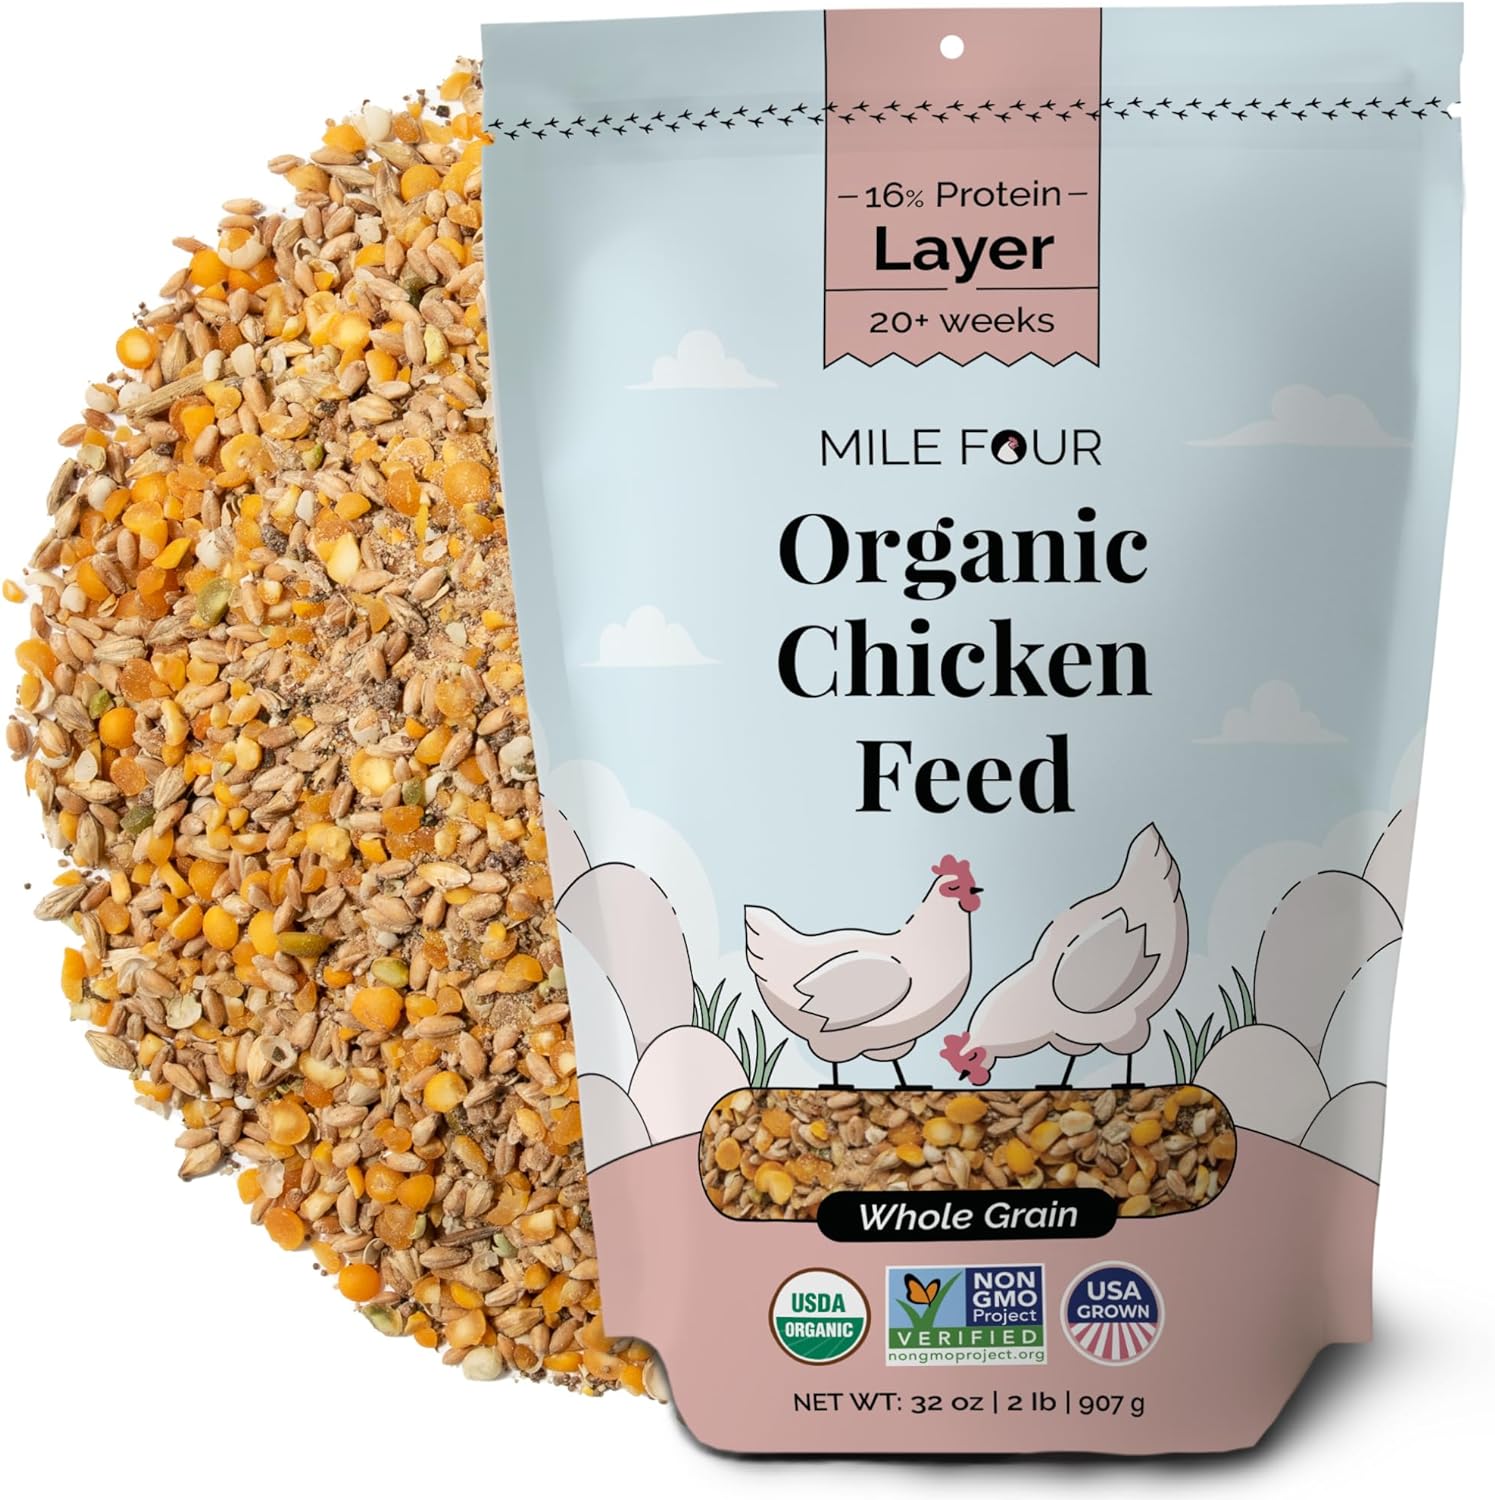 – 16% Protein –
Layer
20+ weeks
MILE FOUR
Organic
Chicken
Feed
Whole Grain
USDA
ORGANIC
NON
GMO
Project
VERIFIED
nongmoproject.org
USA
GROWN
NET WT: 32 oz | 2 lb | 907 g